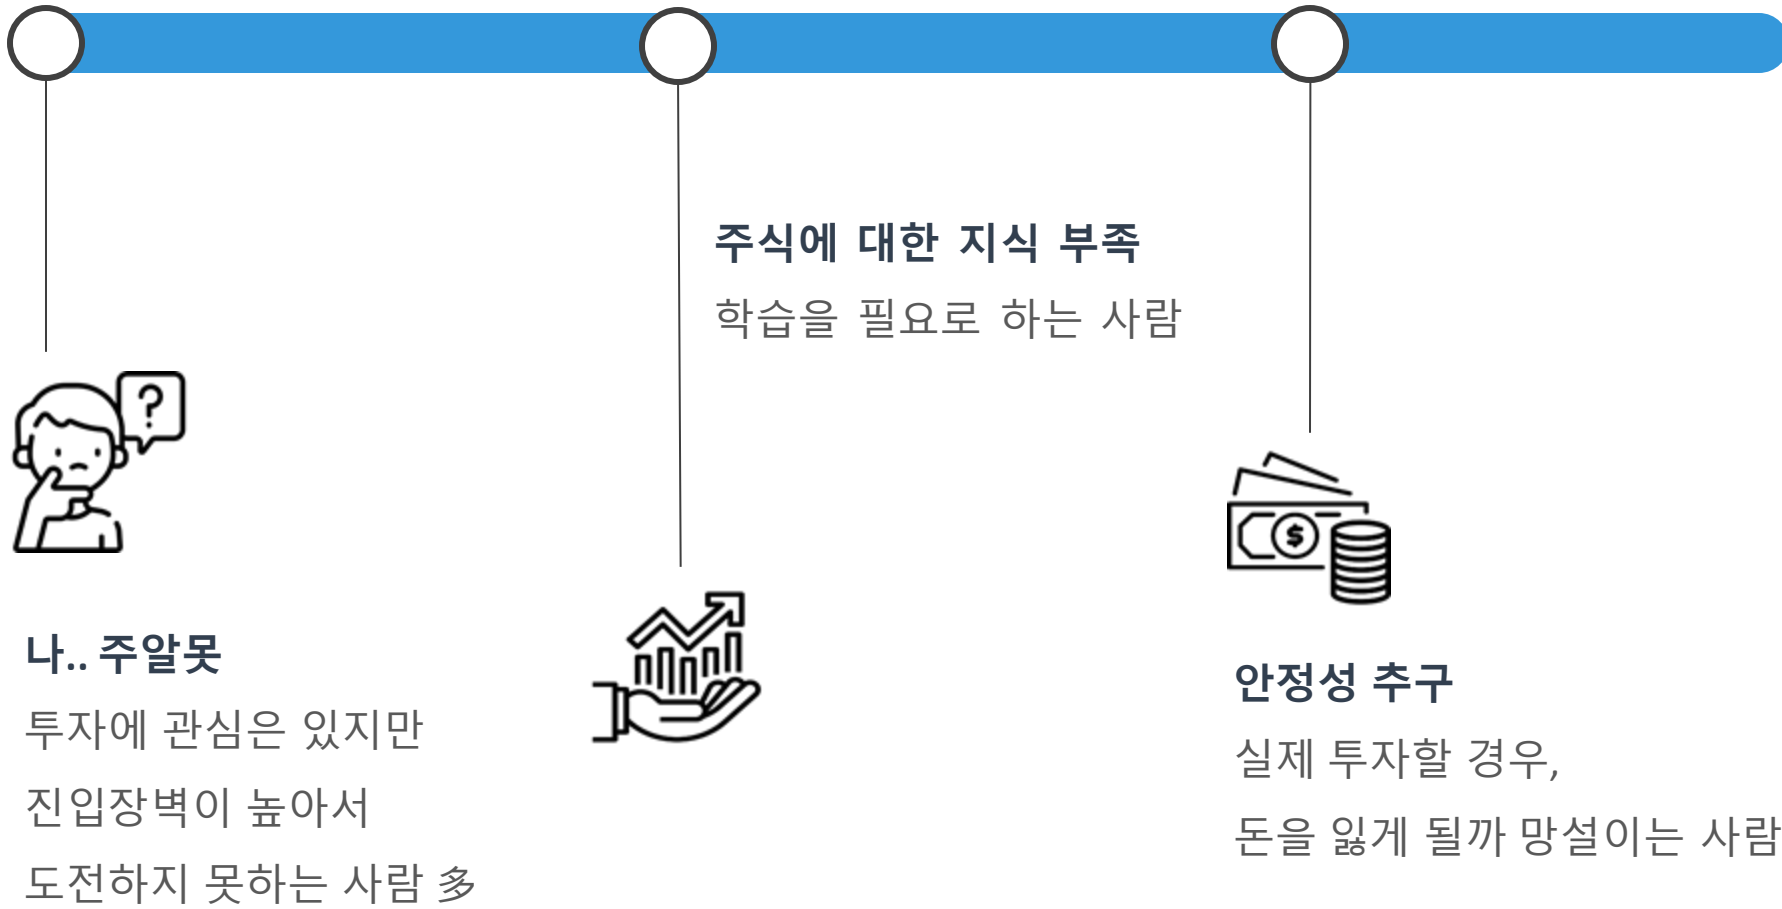 나.. 주알못
투자에 관심은 있지만
진입장벽이 높아서
도전하지 못하는 사람 多
주식에 대한 지식 부족
학습을 필요로 하는 사람
안정성 추구
실제 투자할 경우,
돈을 잃게 될까 망설이는 사람
?
$